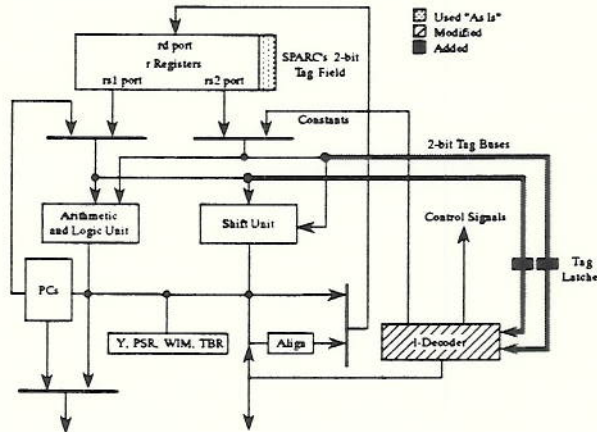 rd port
r Registers
rs1 port
rs2 port
SPARC's 2-bit
Tag Field
Used "As Is"
Modified
Added
Constants
2-bit Tag Buses
Arithmetic
and Logic Unit
Shift Unit
Control Signals
Tag
Latche
PCs
Y, PSR, WIM, TBR
Align
I-Decoder